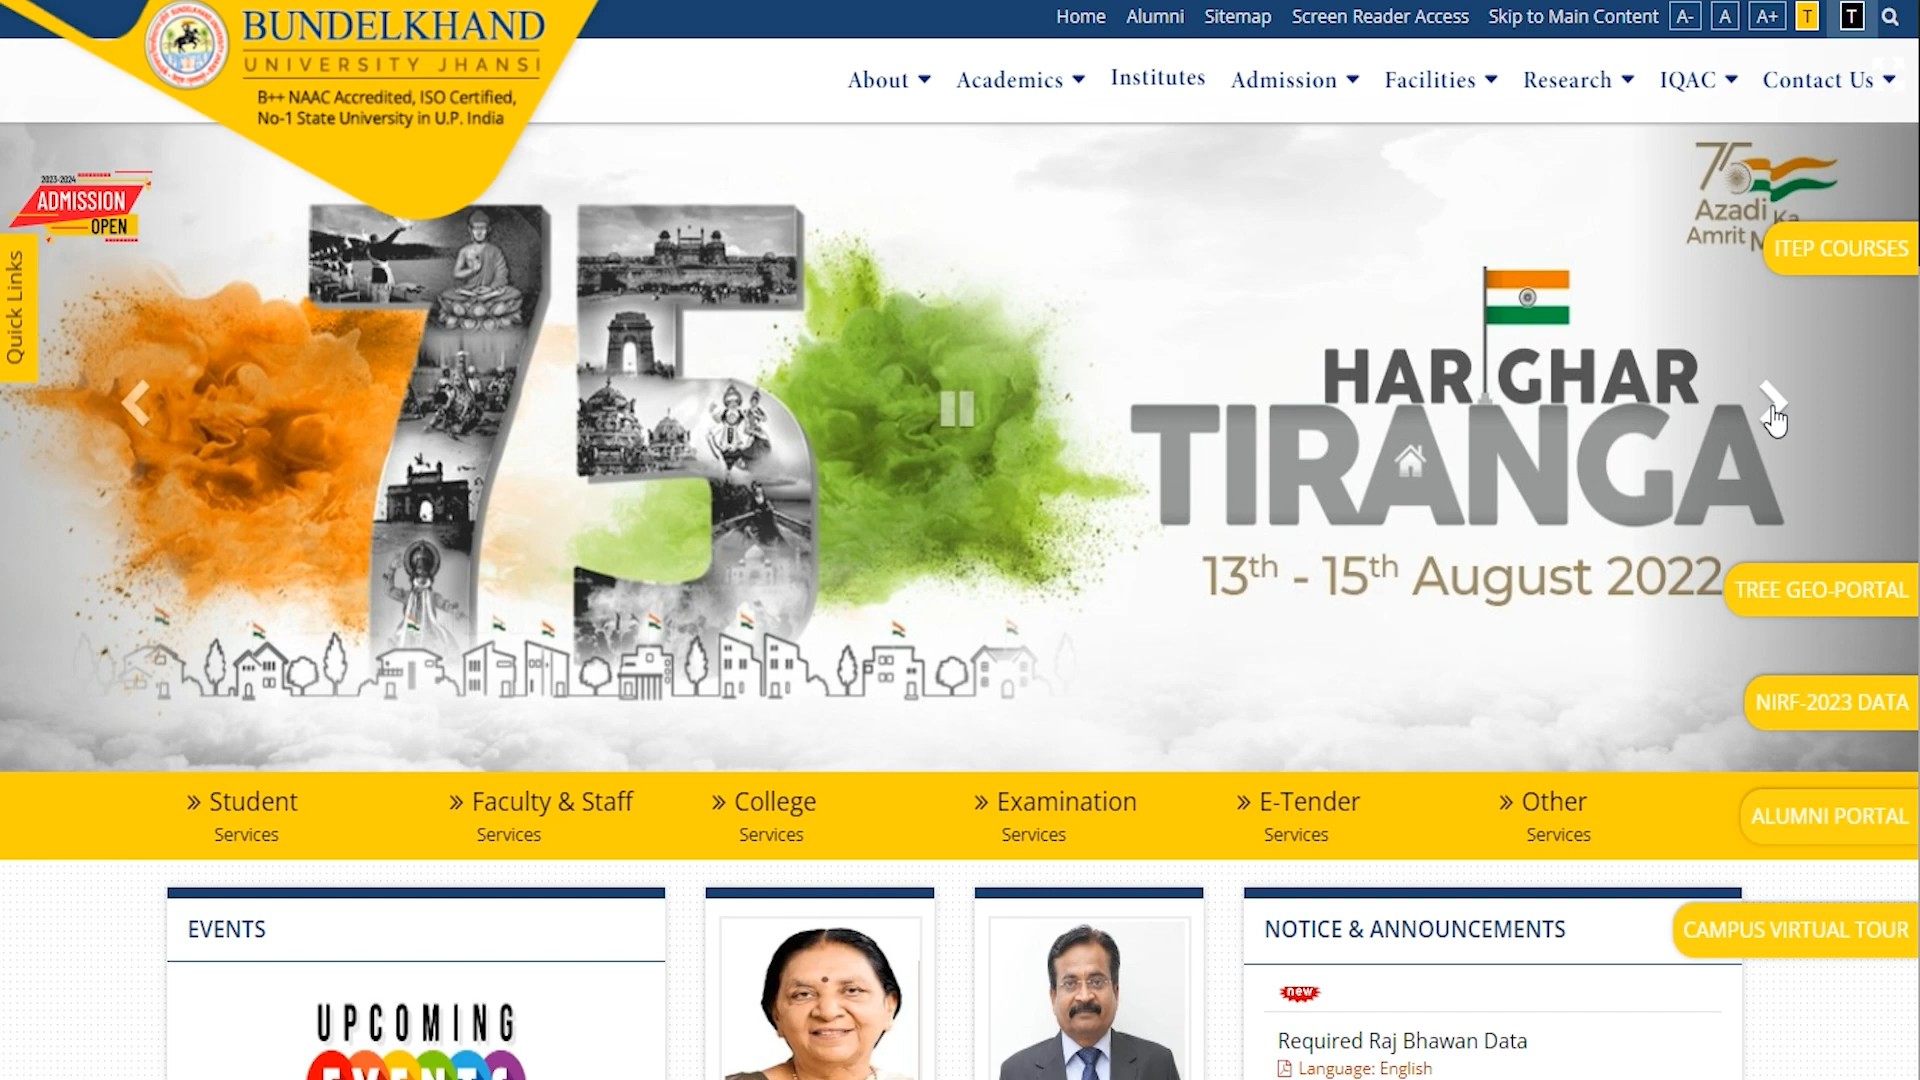 Home Alumni Sitemap Screen Reader Access Skip to Main Content A- A A+ T T
BUNDELKHAND
UNIVERSITY JHANSI
B++ NAAC Accredited, ISO Certified,
No-1 State University in U.P. India
About Academics Institutes Admission Facilities Research IQAC Contact Us
2023-2024
ADMISSION
OPEN
Quick Links
75
Azadi Ka
Amrit M
ITEP COURSES
75
HAR GHAR
TIRANGA
13th - 15th August 2022
TREE GEO-PORTAL
NIRF-2023 DATA
ALUMNI PORTAL
» Student
Services
» Faculty & Staff
Services
» College
Services
» Examination
Services
» E-Tender
Services
» Other
Services
CAMPUS VIRTUAL TOUR
EVENTS
UPCOMING
EVENTS
NOTICE & ANNOUNCEMENTS
new
Required Raj Bhawan Data
Language: English